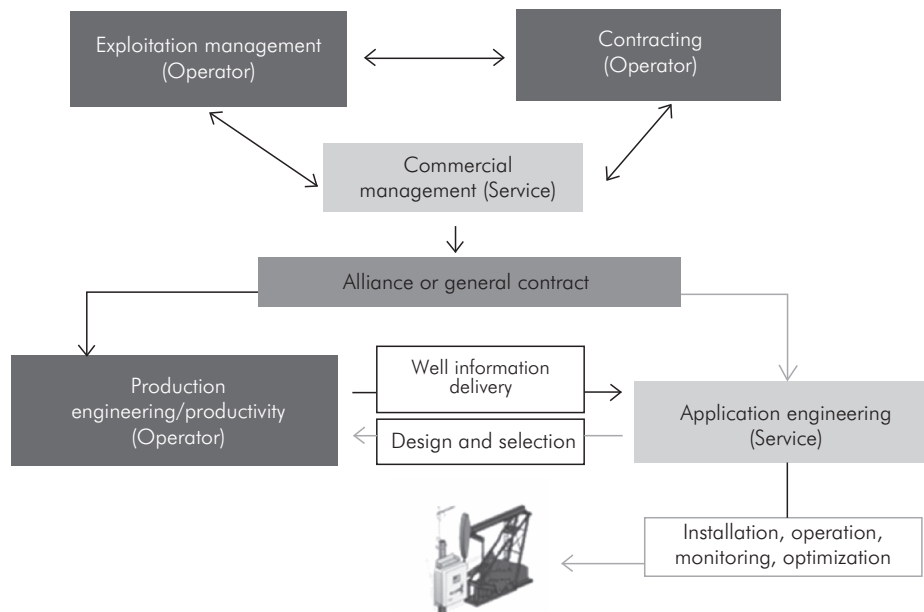 Exploitation management
(Operator)
Contracting
(Operator)
Commercial
management (Service)
Alliance or general contract
Production
engineering/productivity
(Operator)
Well information
delivery
Design and selection
Application engineering
(Service)
Installation, operation,
monitoring, optimization